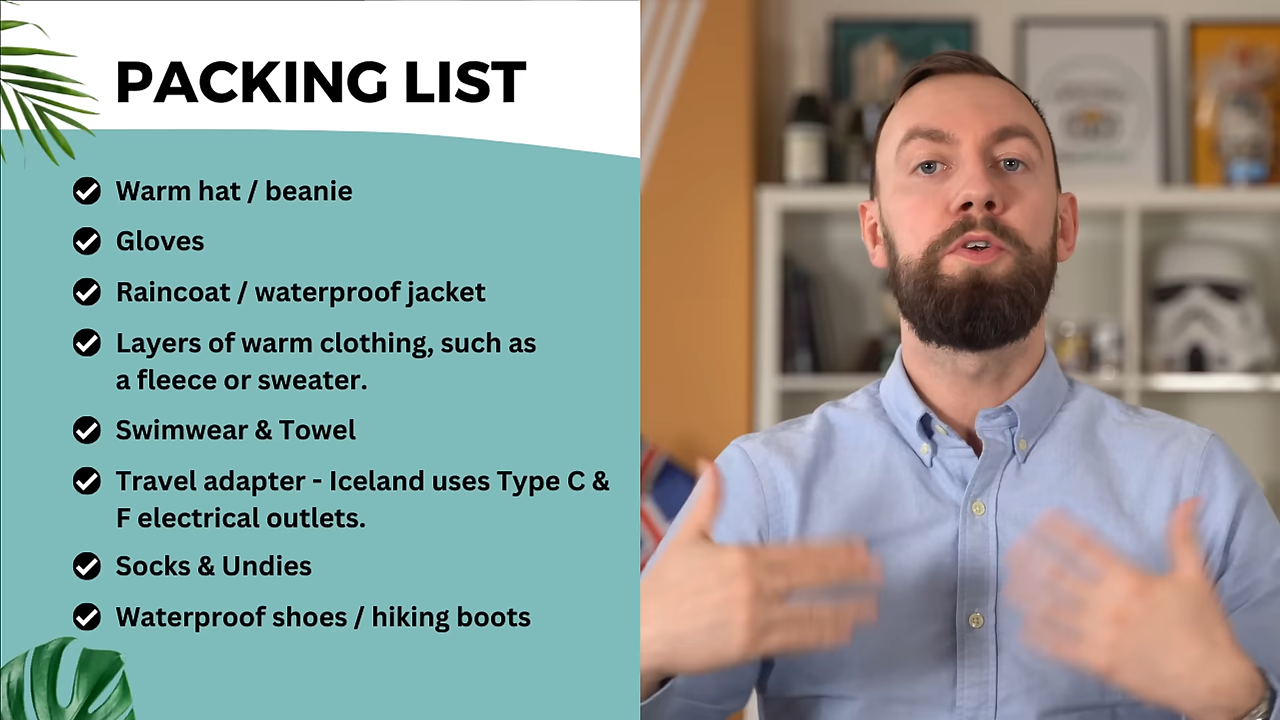 PACKING LIST
Warm hat / beanie
Gloves
Raincoat / waterproof jacket
Layers of warm clothing, such as
a fleece or sweater.
Swimwear & Towel
Travel adapter - Iceland uses Type C &
F electrical outlets.
Socks & Undies
Waterproof shoes / hiking boots